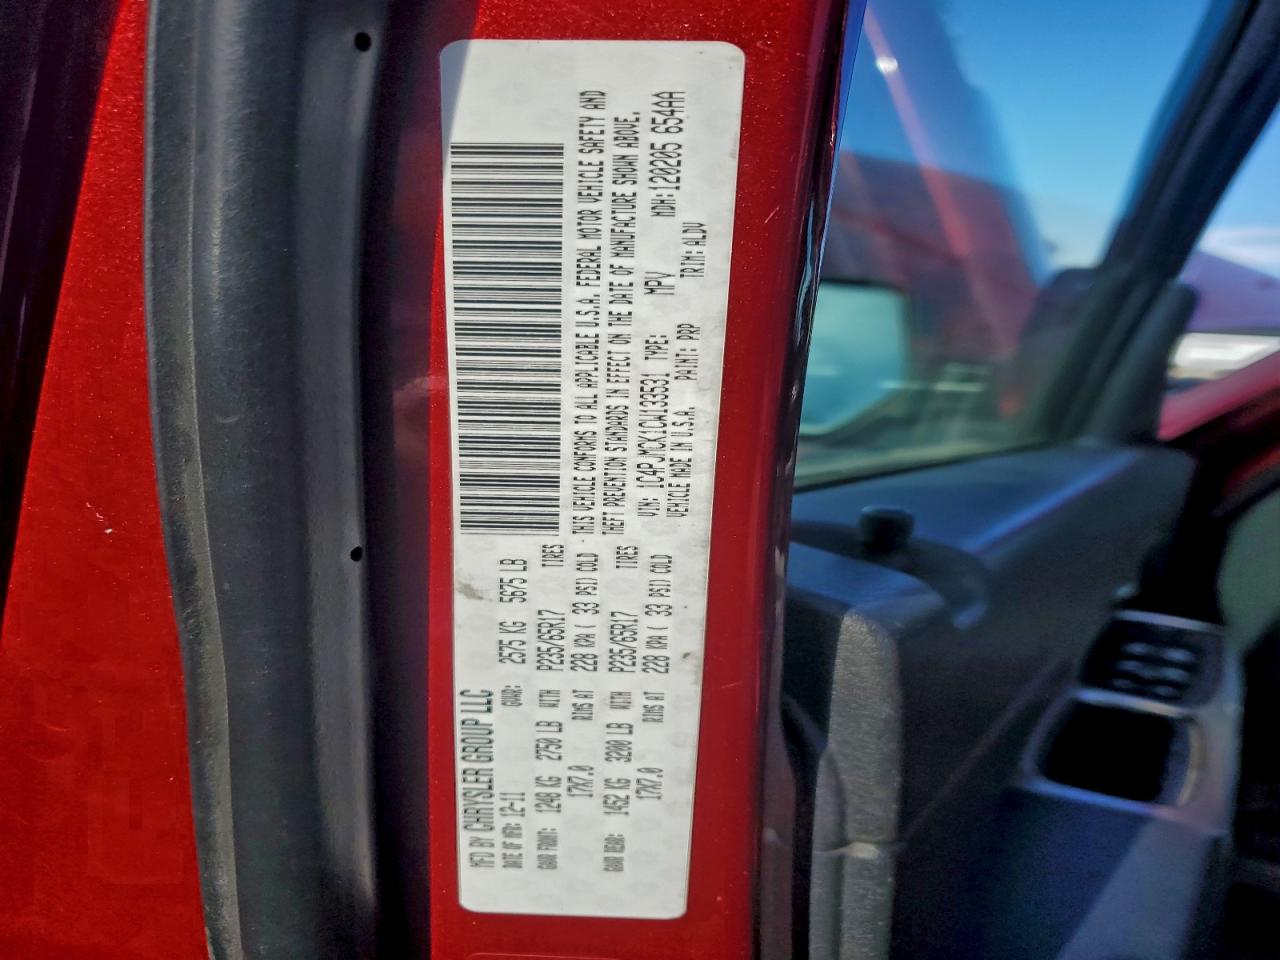 MFD BY CHRYSLER GROUP LLC
DATE OF MFR: 12-11 GVWR: 2575 KG 5675 LB
GAWR FRONT: 1248 KG 2750 LB WITH P235/65R17 TIRES
17X7.0 RIMS AT 228 KPA ( 33 PSI) COLD
GAWR REAR: 1452 KG 3200 LB WITH P235/65R17 TIRES
17X7.0 RIMS AT 228 KPA ( 33 PSI) COLD
- THIS VEHICLE CONFORMS TO ALL APPLICABLE U.S.A. FEDERAL MOTOR VEHICLE SAFETY AND
THEFT PREVENTION STANDARDS IN EFFECT ON THE DATE OF MANUFACTURE SHOWN ABOVE.
VIN: 1C4PJMCK1CW133531 TYPE: MPV MDH:120205 654AA
VEHICLE MADE IN U.S.A. PAINT: PRP TRIM:ALDV